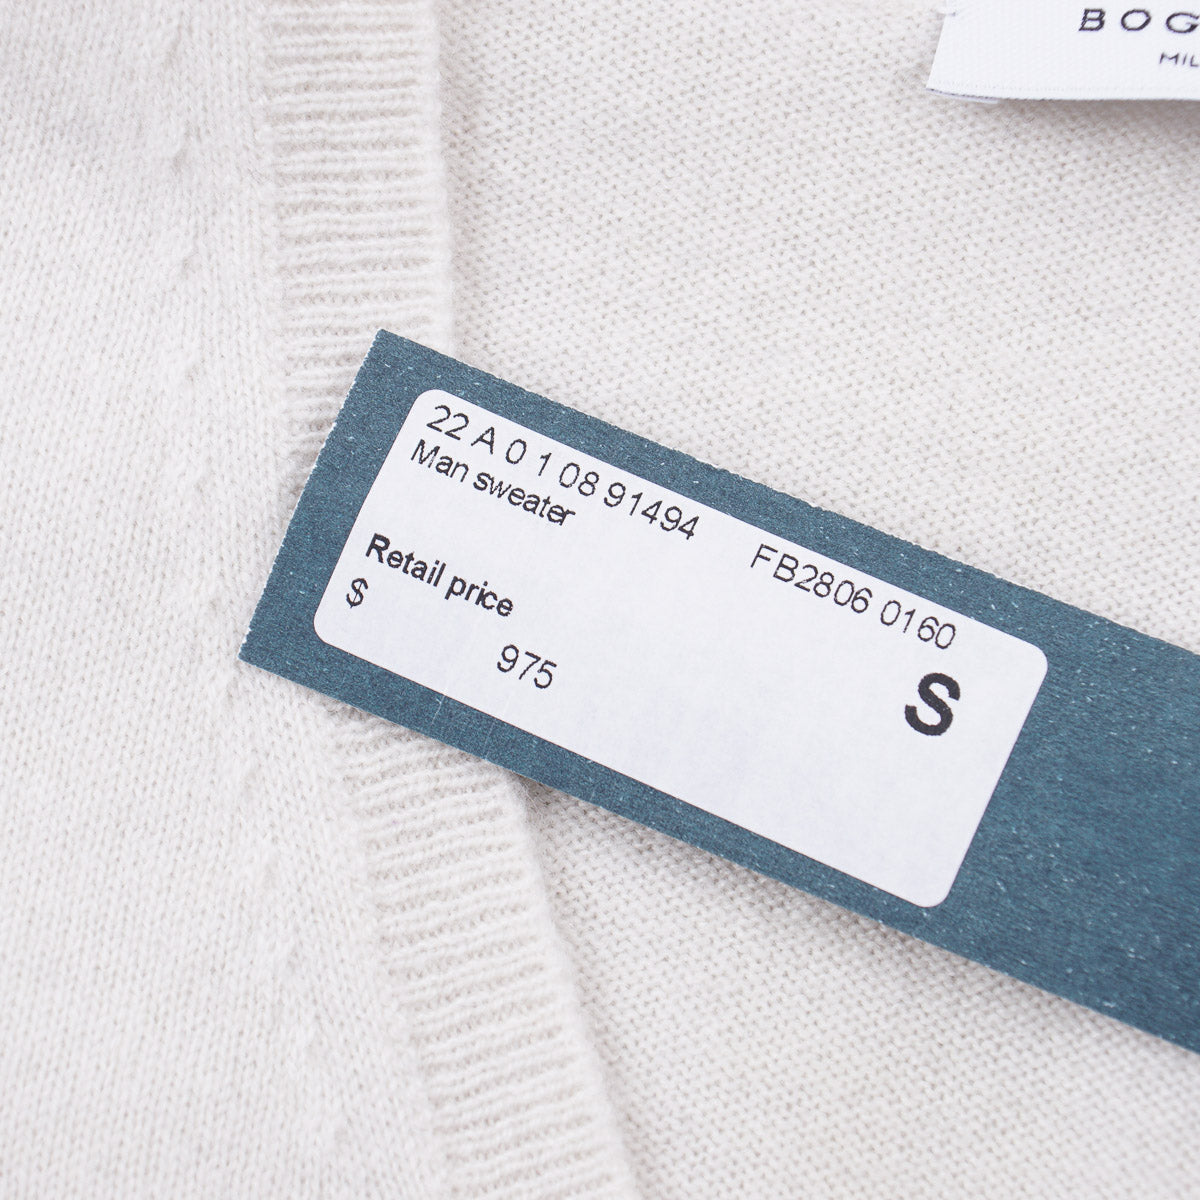 BOG
MIL
22 A 0 1 08 91494 FB2806 0160
Man sweater
S
Retail price
$
975